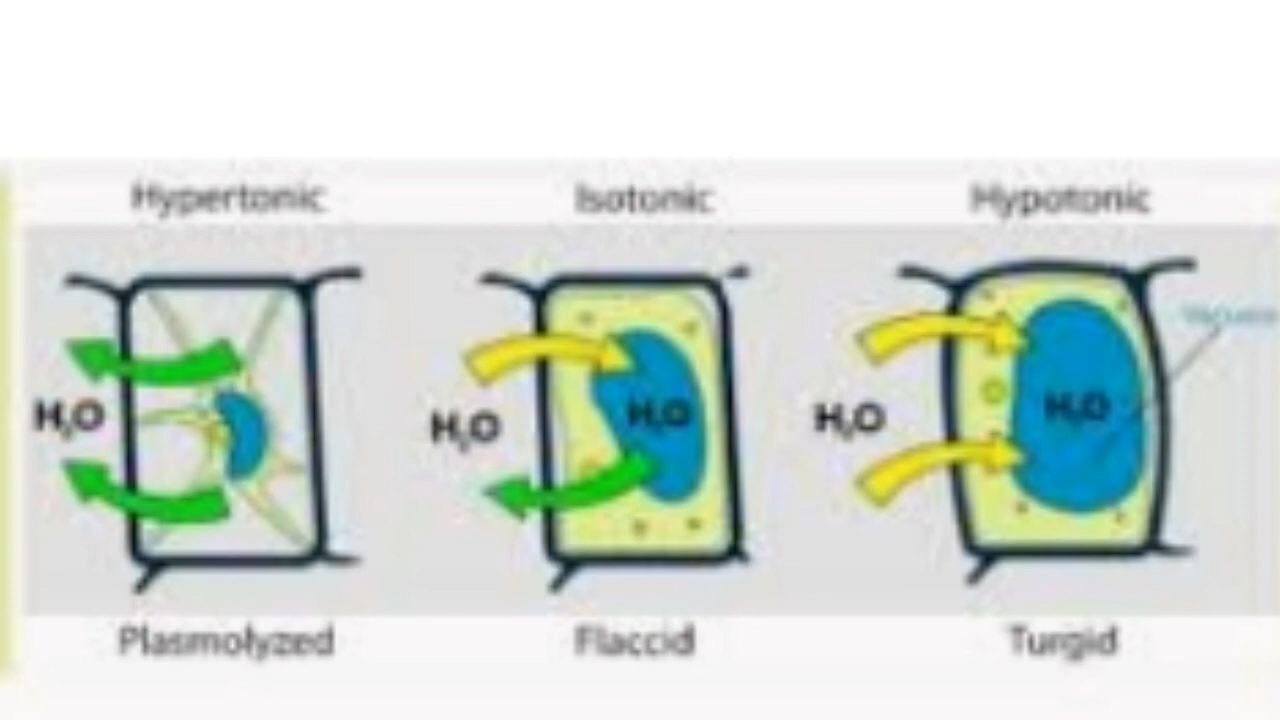 Hypertonic
Isotonic
Hypotonic
H₂O
H₂O
H₂O
H₂O
H₂O
Plasmolyzed
Flaccid
Turgid